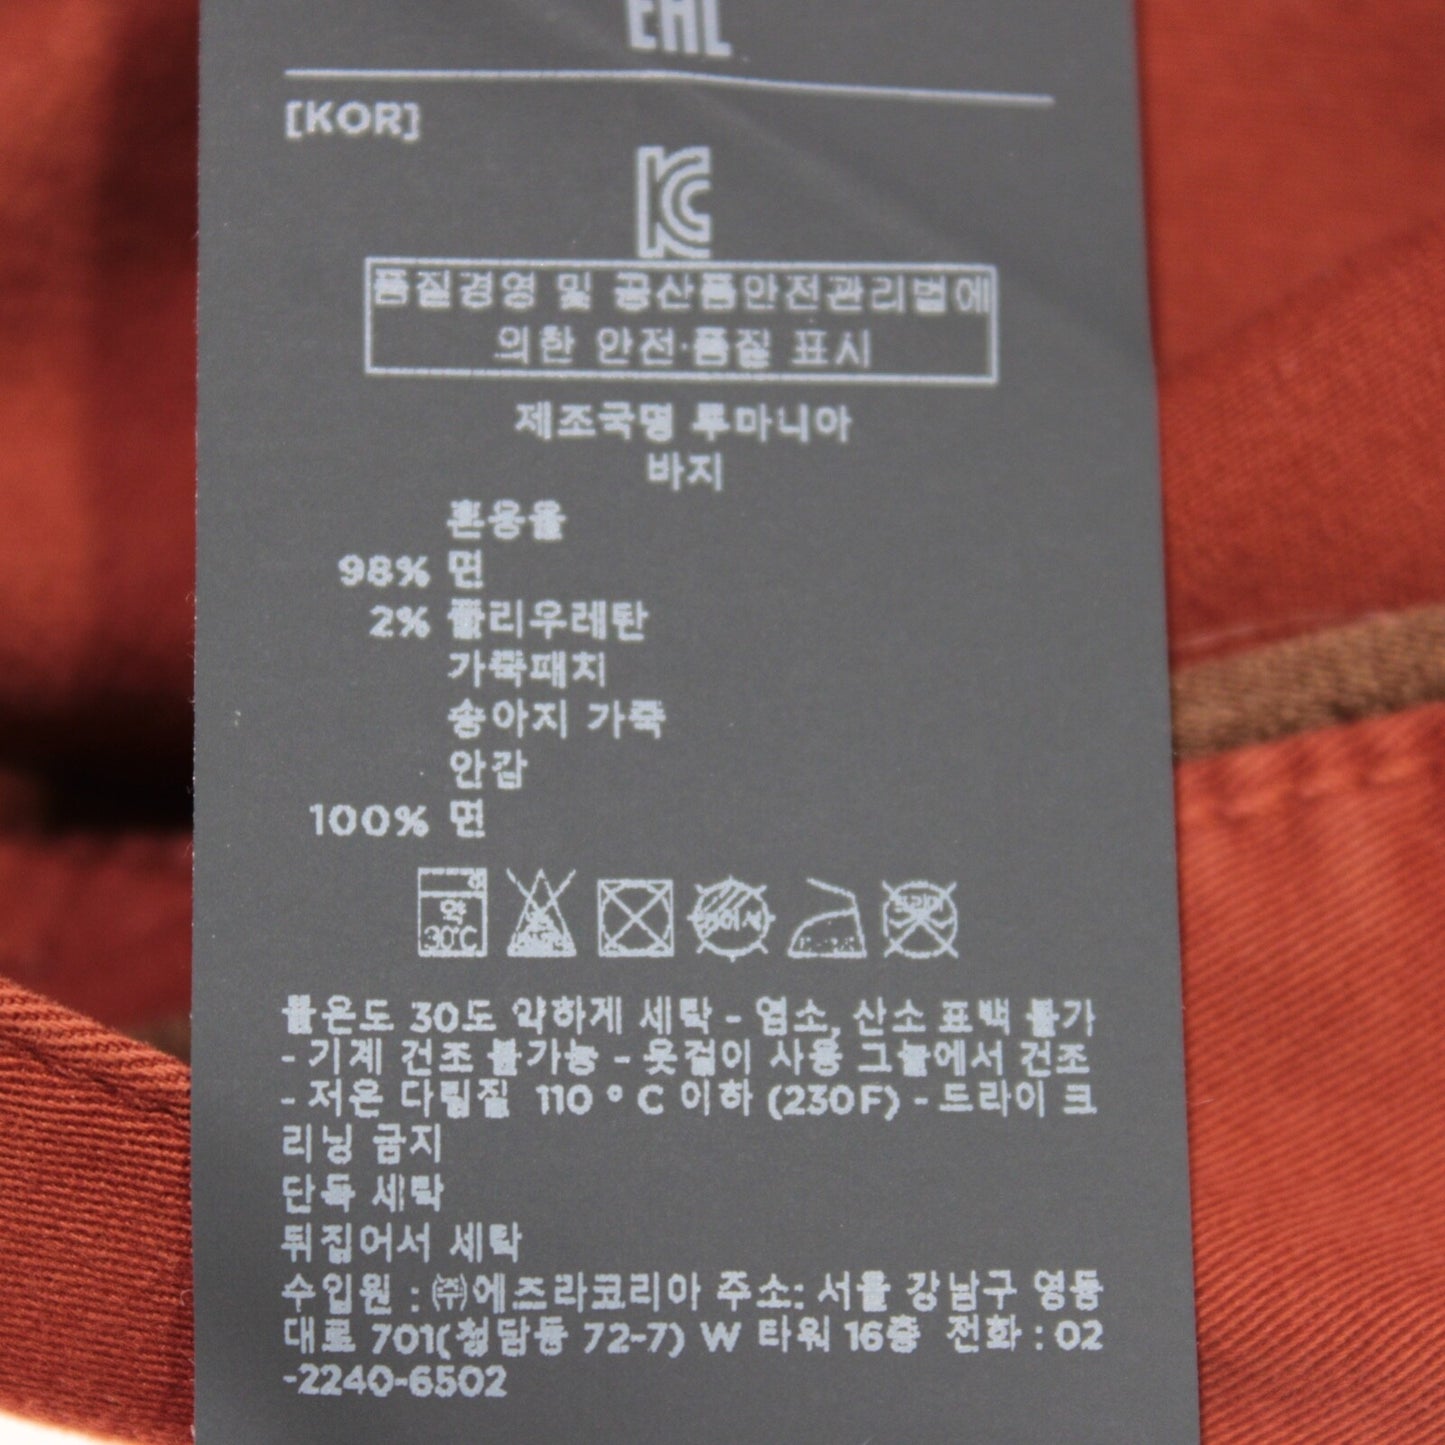 EAC
[KOR]
KC
품질경영 및 공산품안전관리법에
의한 안전·품질 표시
제조국명 루마니아
바지
혼용율
98% 면
2% 폴리우레탄
가죽패치
송아지 가죽
안감
100% 면
약
30℃
물온도 30도 약하게 세탁 - 염소, 산소 표백 불가
- 기계 건조 불가능 - 옷걸이 사용 그늘에서 건조
- 저온 다림질 110 ° C 이하 (230F) - 드라이 크
리닝 금지
단독 세탁
뒤집어서 세탁
수입원 : ㈜에즈라코리아 주소: 서울 강남구 영동
대로 701(청담동 72-7) W 타워 16층 전화 : 02
-2240-6502